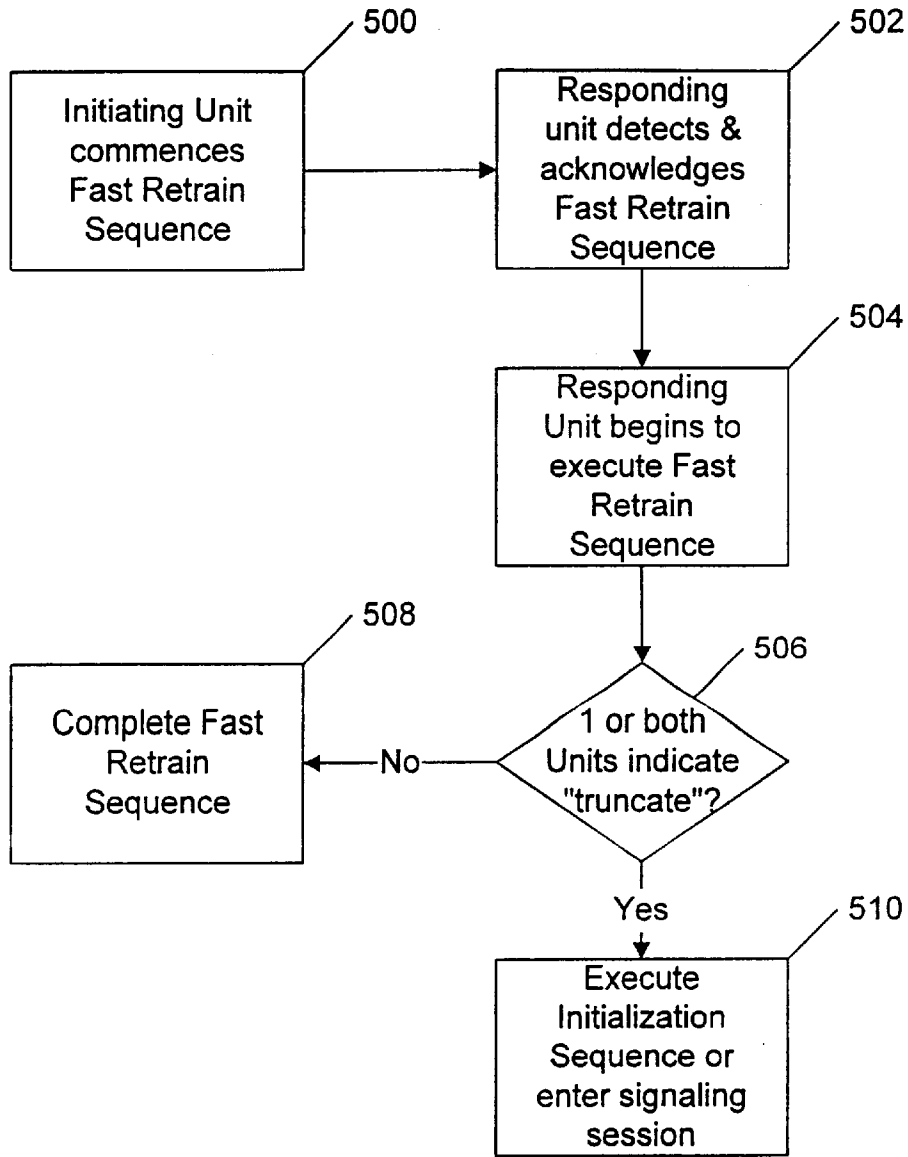 500
Initiating Unit
commences
Fast Retrain
Sequence
502
Responding
unit detects &
acknowledges
Fast Retrain
Sequence
504
Responding
Unit begins to
execute Fast
Retrain
Sequence
506
1 or both
Units indicate
"truncate"?
No
508
Complete Fast
Retrain
Sequence
Yes
510
Execute
Initialization
Sequence or
enter signaling
session